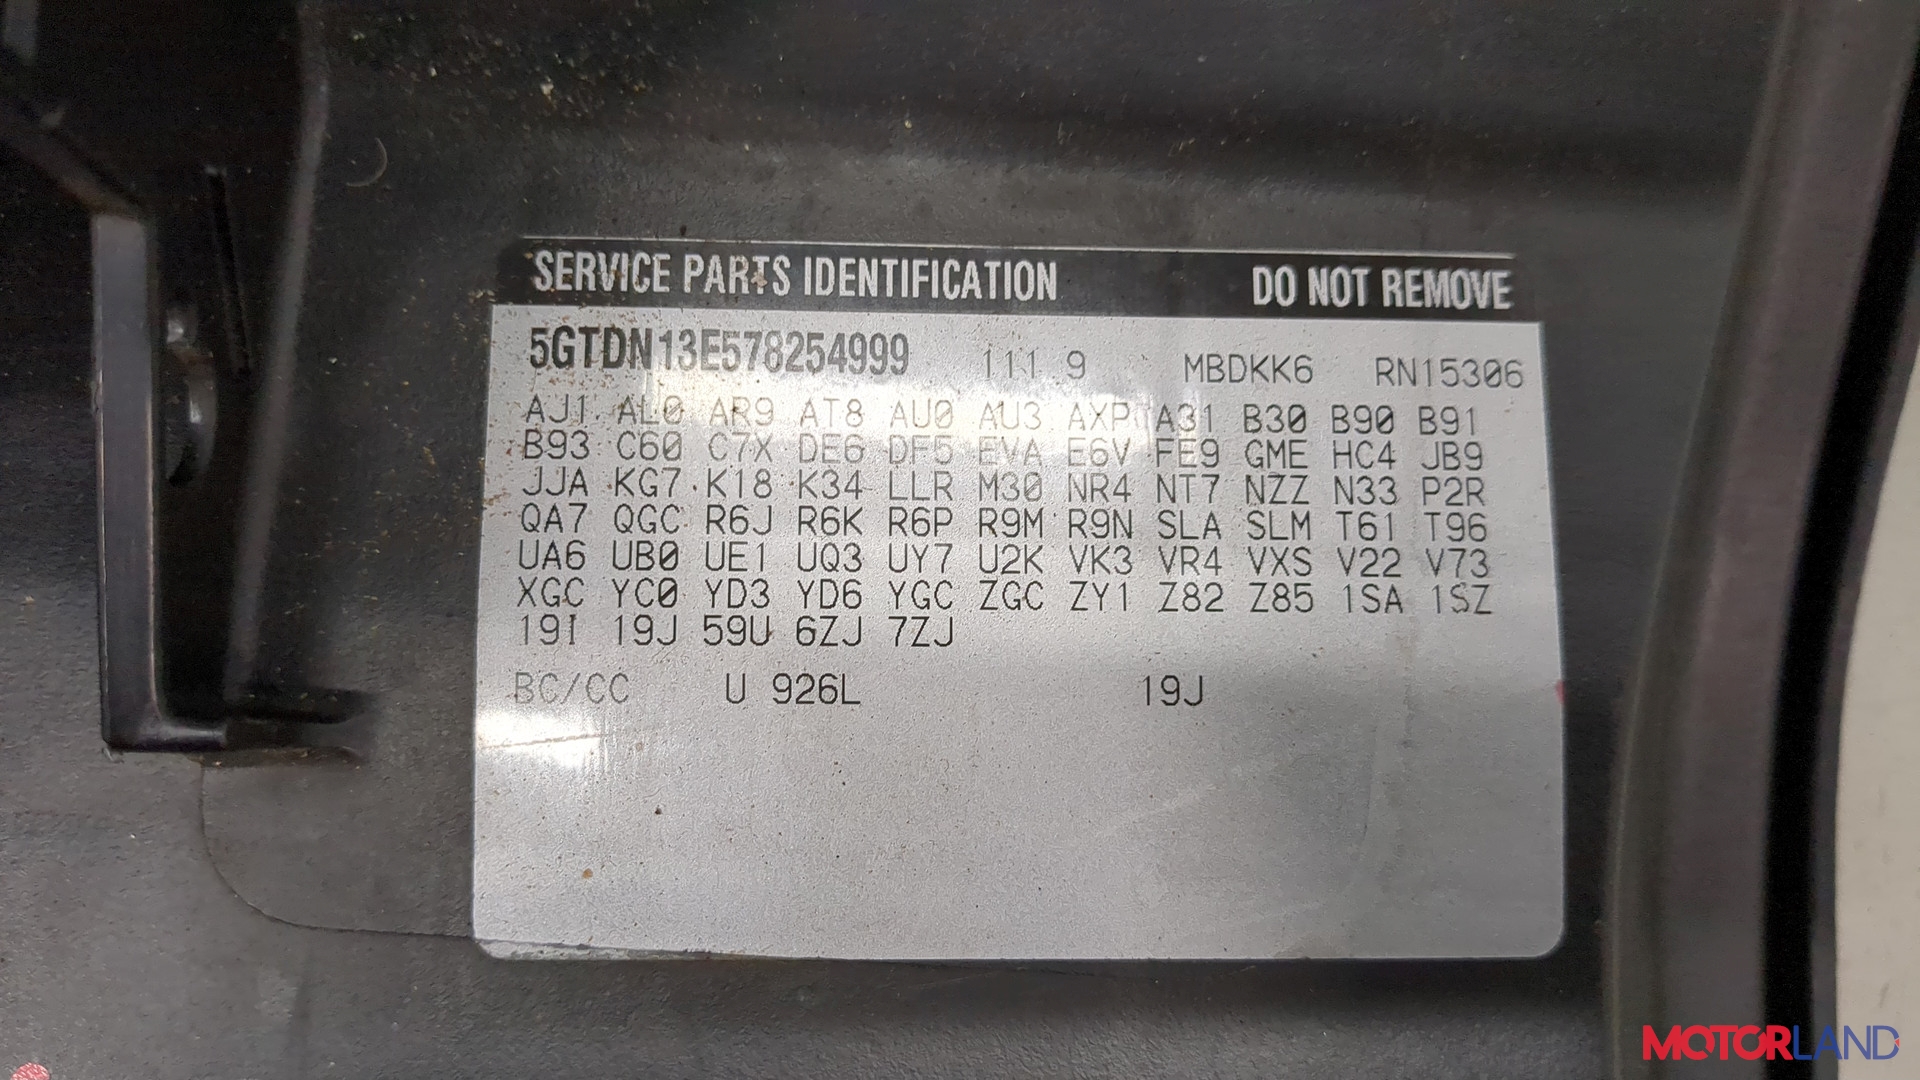 SERVICE PARTS IDENTIFICATION DO NOT REMOVE
5GTDN13E578254999 111 9 MBDKK6 RN15306
AJ1 AL0 AR9 AT8 AU0 AU3 AXP A31 B30 B90 B91
B93 C60 C7X DE6 DF5 EVA E6V FE9 GME HC4 JB9
JJA KG7 K18 K34 LLR M30 NR4 NT7 NZZ N33 P2R
QA7 QGC R6J R6K R6P R9M R9N SLA SLM T61 T96
UA6 UB0 UE1 UQ3 UY7 U2K VK3 VR4 VXS V22 V73
XGC YC0 YD3 YD6 YGC ZGC ZY1 Z82 Z85 1SA 1SZ
19I 19J 59U 6ZJ 7ZJ
BC/CC U 926L 19J
MOTORLAND